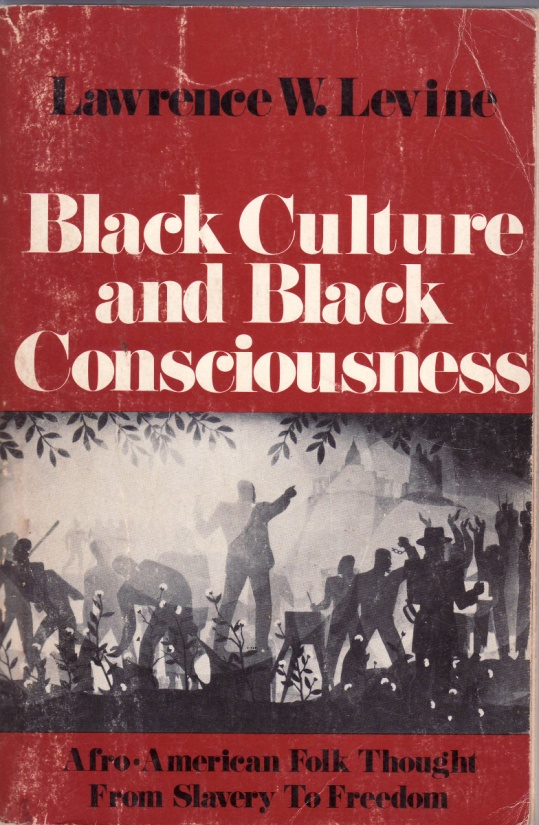 Lawrence W. Levine
Black Culture
and Black
Consciousness
Afro-American Folk Thought
From Slavery To Freedom